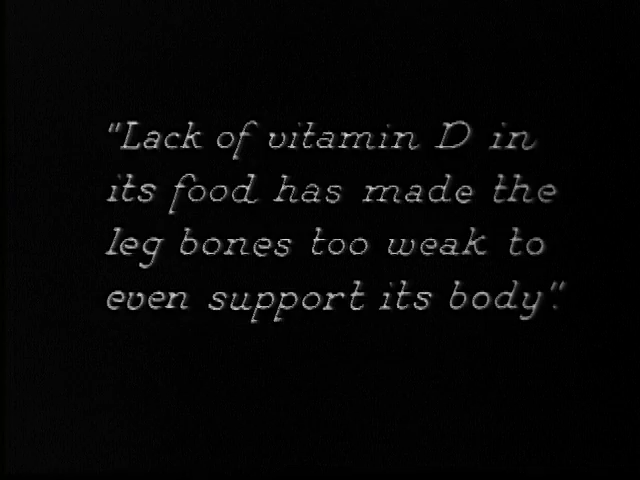 "Lack of vitamin D in
its food has made the
leg bones too weak to
even support its body."